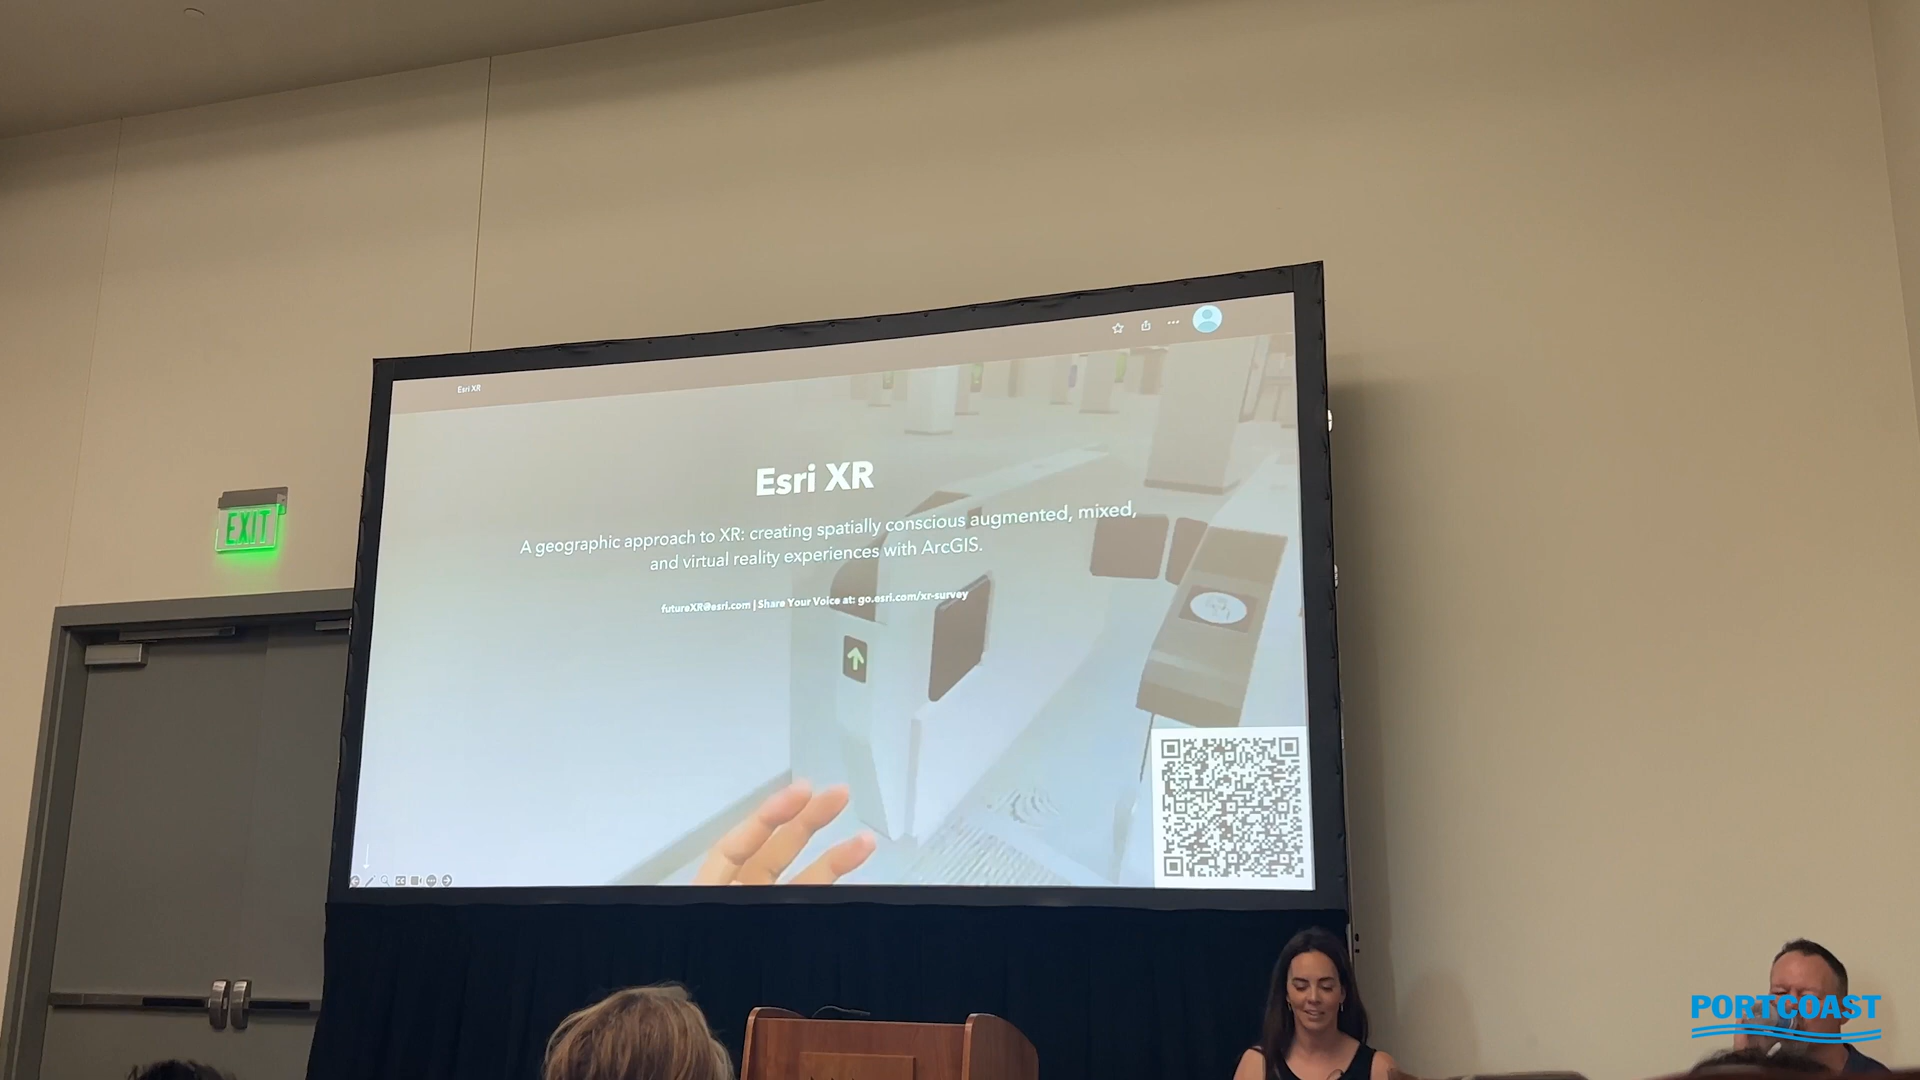 Esri XR
Esri XR
A geographic approach to XR: creating spatially conscious augmented, mixed,
and virtual reality experiences with ArcGIS.
futureXR@esri.com | Share Your Voice at: go.esri.com/xr-survey
EXIT
CC
PORTCOAST